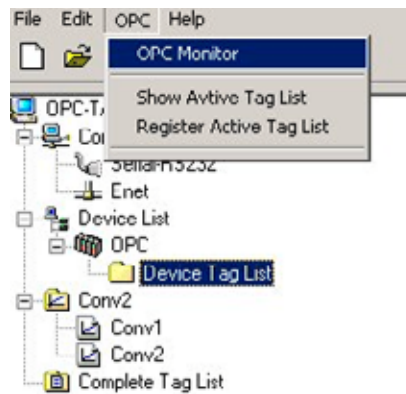 File Edit OPC Help
OPC Monitor
Show Avtive Tag List
Register Active Tag List
Enet
Device List
OPC
Device Tag List
Conv2
Conv1
Conv2
Complete Tag List